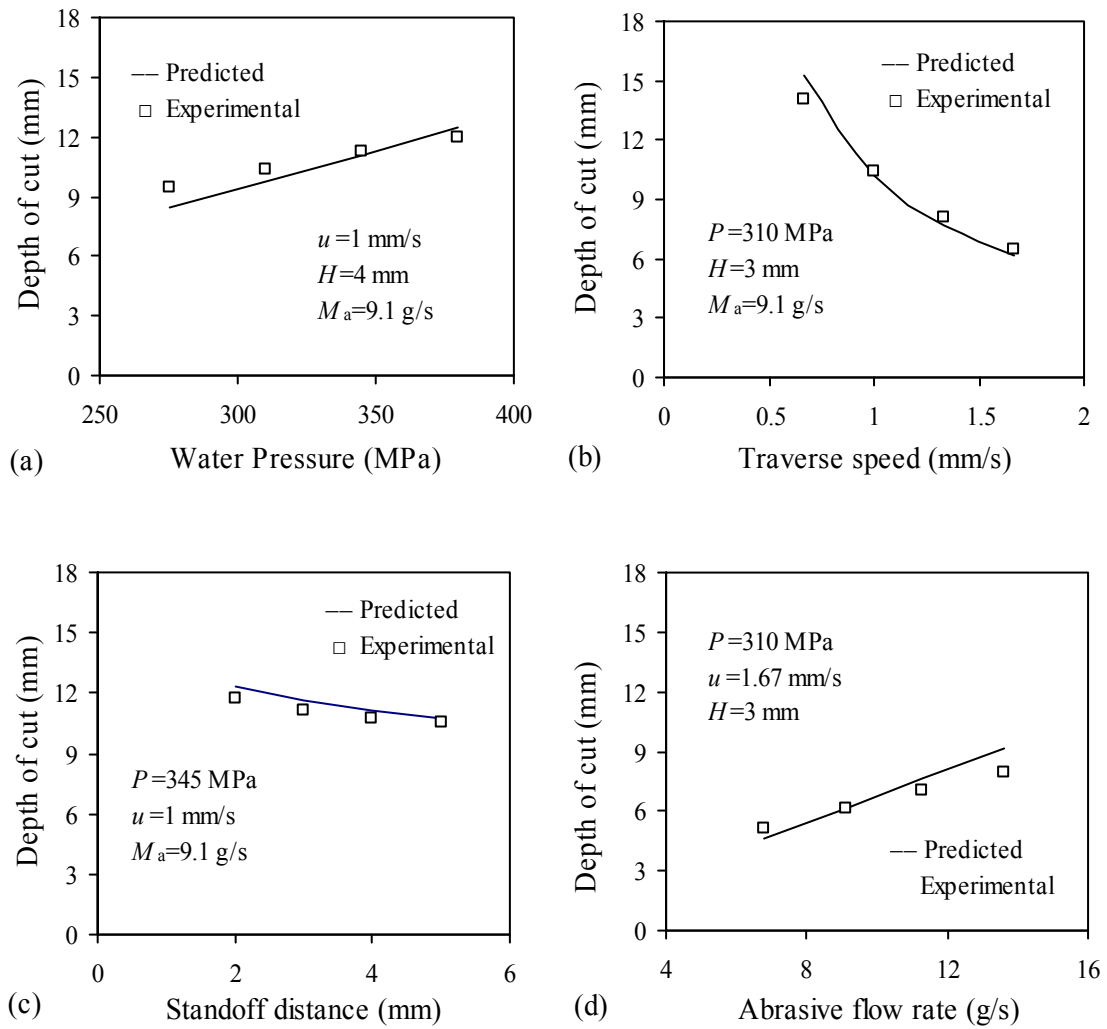 18
15
12
9
6
3
0
Depth of cut (mm)
— Predicted
□ Experimental
u=1 mm/s
H=4 mm
Ma=9.1 g/s
250 300 350 400
(a) Water Pressure (MPa)
18
15
12
9
6
3
0
Depth of cut (mm)
— Predicted
□ Experimental
P=310 MPa
H=3 mm
Ma=9.1 g/s
0 0.5 1 1.5 2
(b) Traverse speed (mm/s)
18
15
12
9
6
3
0
Depth of cut (mm)
— Predicted
□ Experimental
P=345 MPa
u=1 mm/s
Ma=9.1 g/s
0 2 4 6
(c) Standoff distance (mm)
18
15
12
9
6
3
0
Depth of cut (mm)
P=310 MPa
u=1.67 mm/s
H=3 mm
— Predicted
Experimental
4 8 12 16
(d) Abrasive flow rate (g/s)